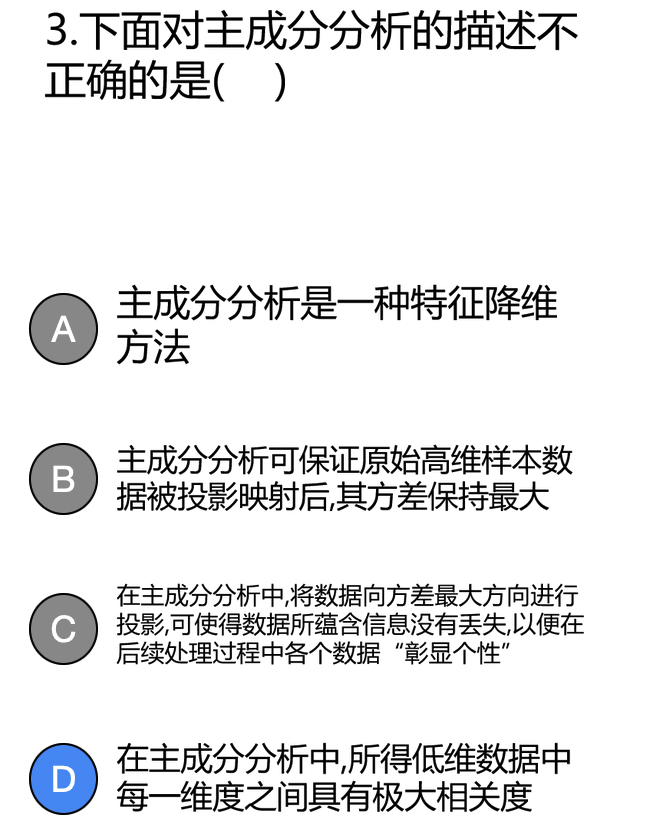 3.下面对主成分分析的描述不
正确的是(    )
A
主成分分析是一种特征降维
方法
B
主成分分析可保证原始高维样本数
据被投影映射后,其方差保持最大
C
在主成分分析中,将数据向方差最大方向进行
投影,可使得数据所蕴含信息没有丢失,以便在
后续处理过程中各个数据“彰显个性”
D
在主成分分析中,所得低维数据中
每一维度之间具有极大相关度